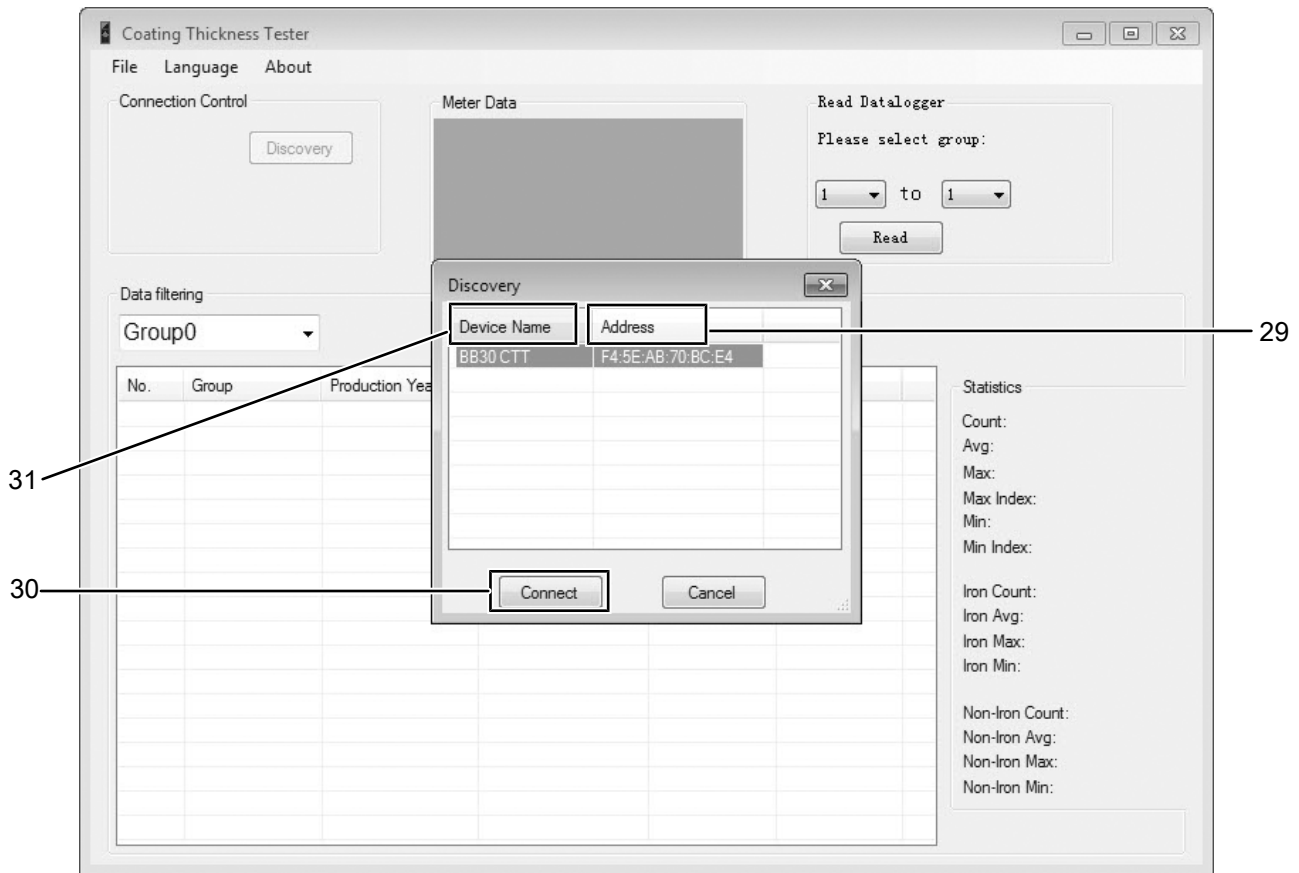 Coating Thickness Tester
File Language About
Connection Control
Discovery
Meter Data
Read Datalogger
Please select group:
1 to 1
Read
Data filtering
Group0
No. Group Production Yea
Discovery
Device Name Address
BB30 CTT F4:5E:AB:70:BC:E4
Connect Cancel
Statistics
Count:
Avg:
Max:
Max Index:
Min:
Min Index:
Iron Count:
Iron Avg:
Iron Max:
Iron Min:
Non-Iron Count:
Non-Iron Avg:
Non-Iron Max:
Non-Iron Min:
29
31
30